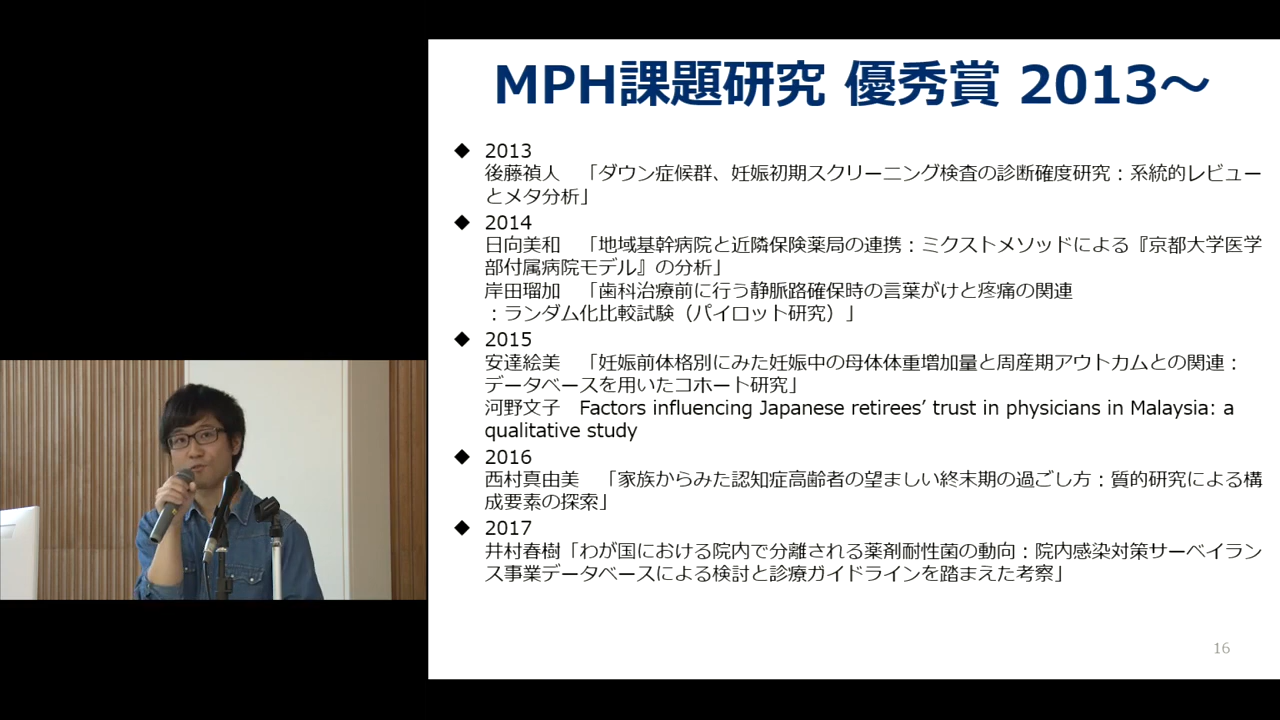 MPH課題研究 優秀賞 2013～
◆ 2013
後藤禎人　「ダウン症候群、妊娠初期スクリーニング検査の診断確度研究：系統的レビュー
とメタ分析」
◆ 2014
日向美和　「地域基幹病院と近隣保険薬局の連携：ミクストメソッドによる『京都大学医学
部付属病院モデル』の分析」
岸田瑠加　「歯科治療前に行う静脈路確保時の言葉がけと疼痛の関連
：ランダム化比較試験（パイロット研究）」
◆ 2015
安達絵美　「妊娠前体格別にみた妊娠中の母体体重増加量と周産期アウトカムとの関連：
データベースを用いたコホート研究」
河野文子　Factors influencing Japanese retirees’ trust in physicians in Malaysia: a
qualitative study
◆ 2016
西村真由美　「家族からみた認知症高齢者の望ましい終末期の過ごし方：質的研究による構
成要素の探索」
◆ 2017
井村春樹「わが国における院内で分離される薬剤耐性菌の動向：院内感染対策サーベイラン
ス事業データベースによる検討と診療ガイドラインを踏まえた考察」
16